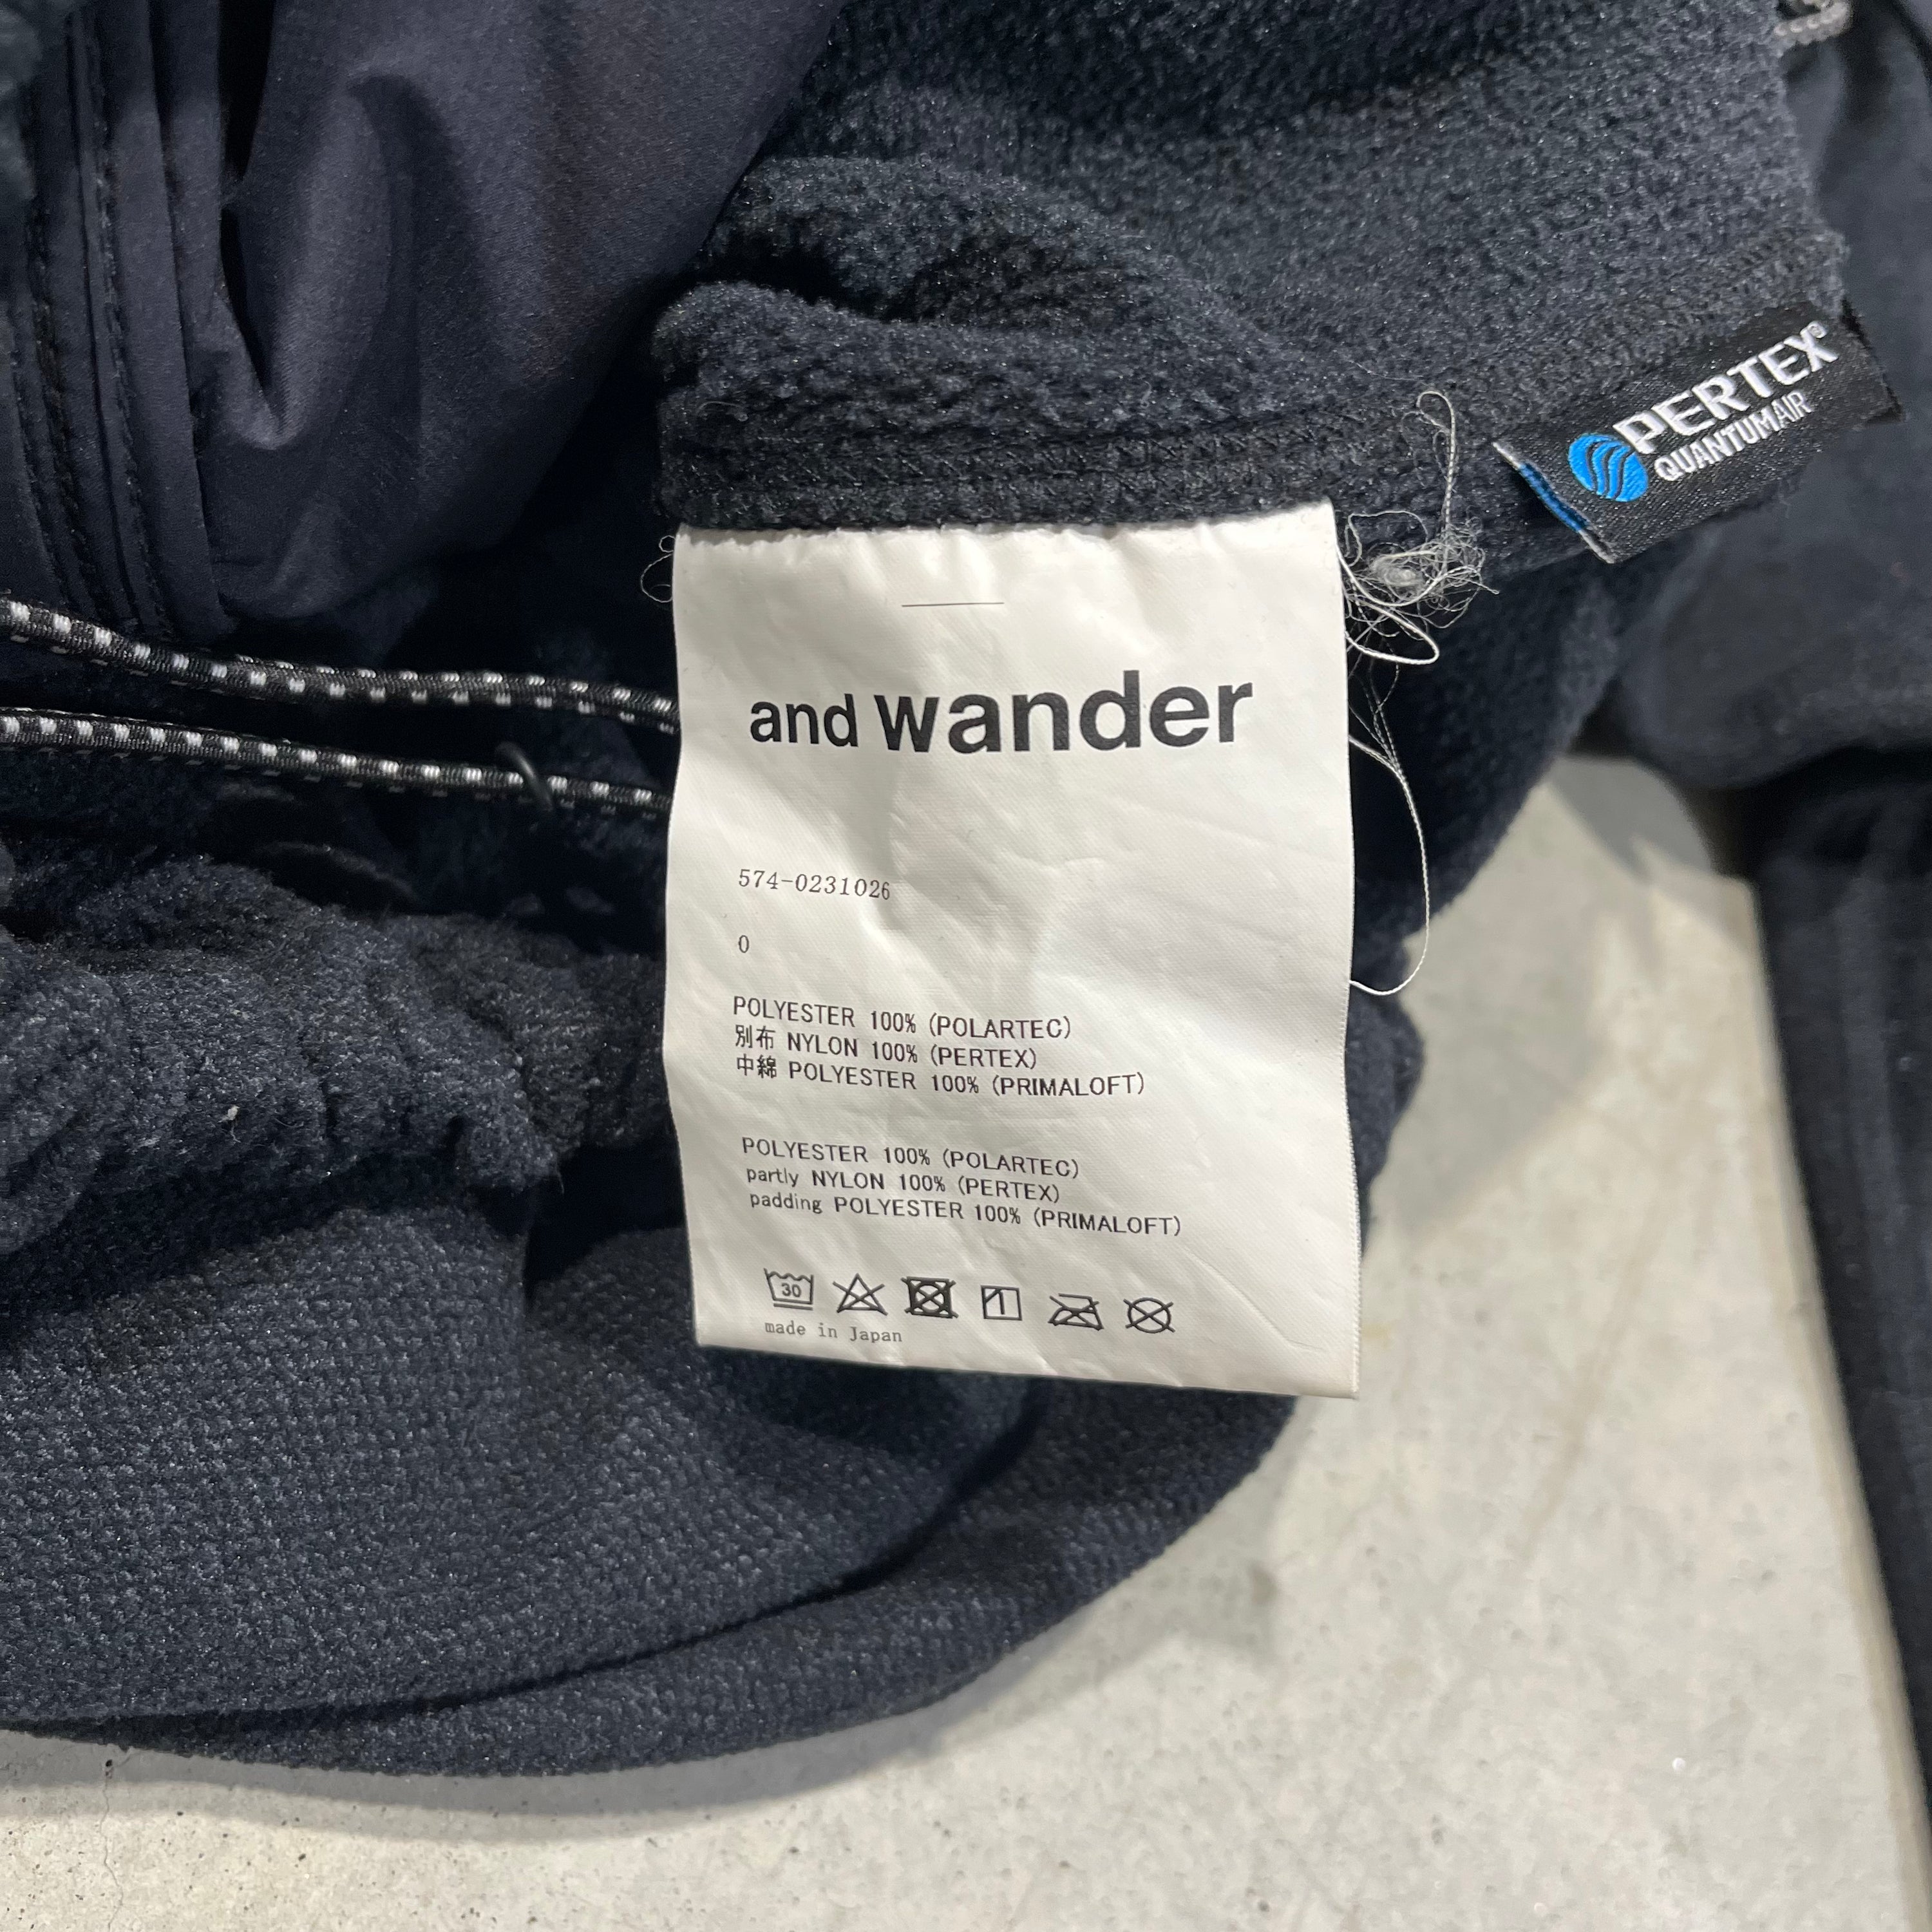 PERTEX®
QUANTUMAIR
and wander
574-0231026
0
POLYESTER 100% (POLARTEC)
別布 NYLON 100% (PERTEX)
中綿 POLYESTER 100% (PRIMALOFT)
POLYESTER 100% (POLARTEC)
partly NYLON 100% (PERTEX)
padding POLYESTER 100% (PRIMALOFT)
30
made in Japan